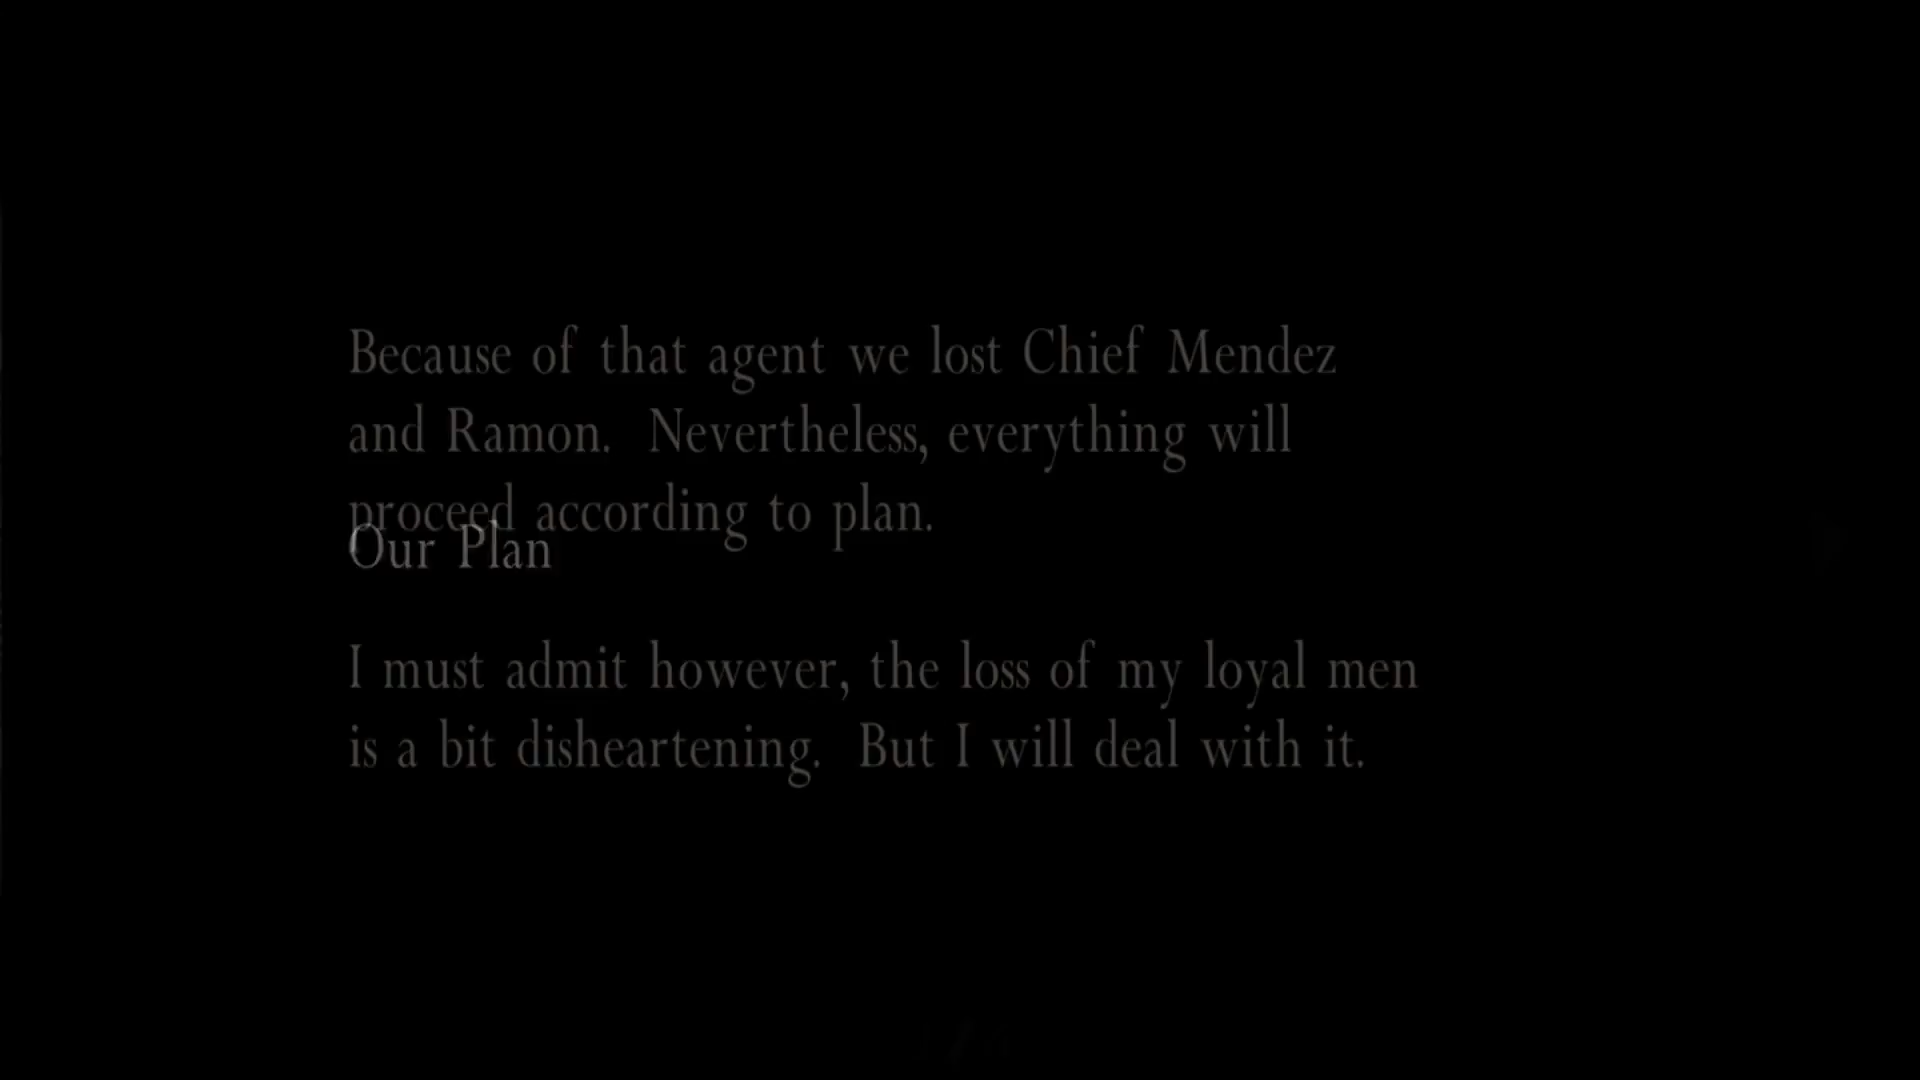 Because of that agent we lost Chief Mendez
and Ramon. Nevertheless, everything will
proceed according to plan.
Our Plan
I must admit however, the loss of my loyal men
is a bit disheartening. But I will deal with it.